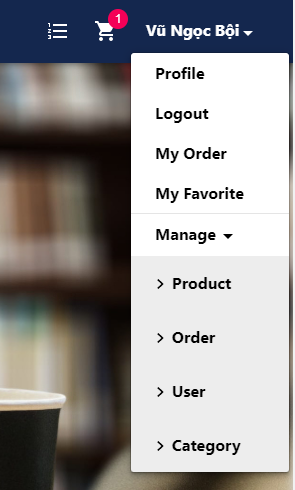 1
Vũ Ngọc Bội
Profile
Logout
My Order
My Favorite
Manage
Product
Order
User
Category